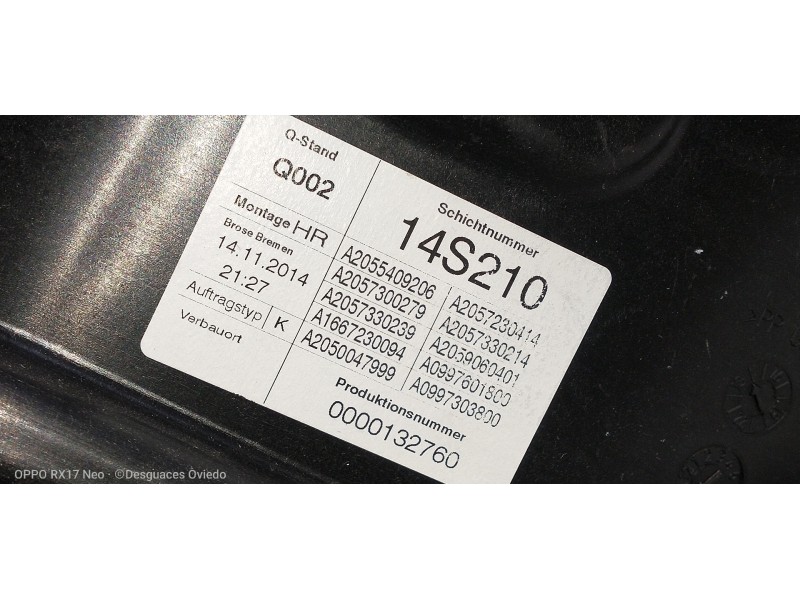 Q-Stand
Q002
Schichtnummer
14S210
Montage HR
Brose Bremen
14.11.2014
21:27
Auftragstyp K
Verbauort
A2055409206 A2057230414
A2057300279 A2057330214
A2057330239 A2059060401
A1667230094 A0997601800
A2050047999 A0997303800
Produktionsnummer
0000132760
OPPO RX17 Neo · ©Desguaces Oviedo